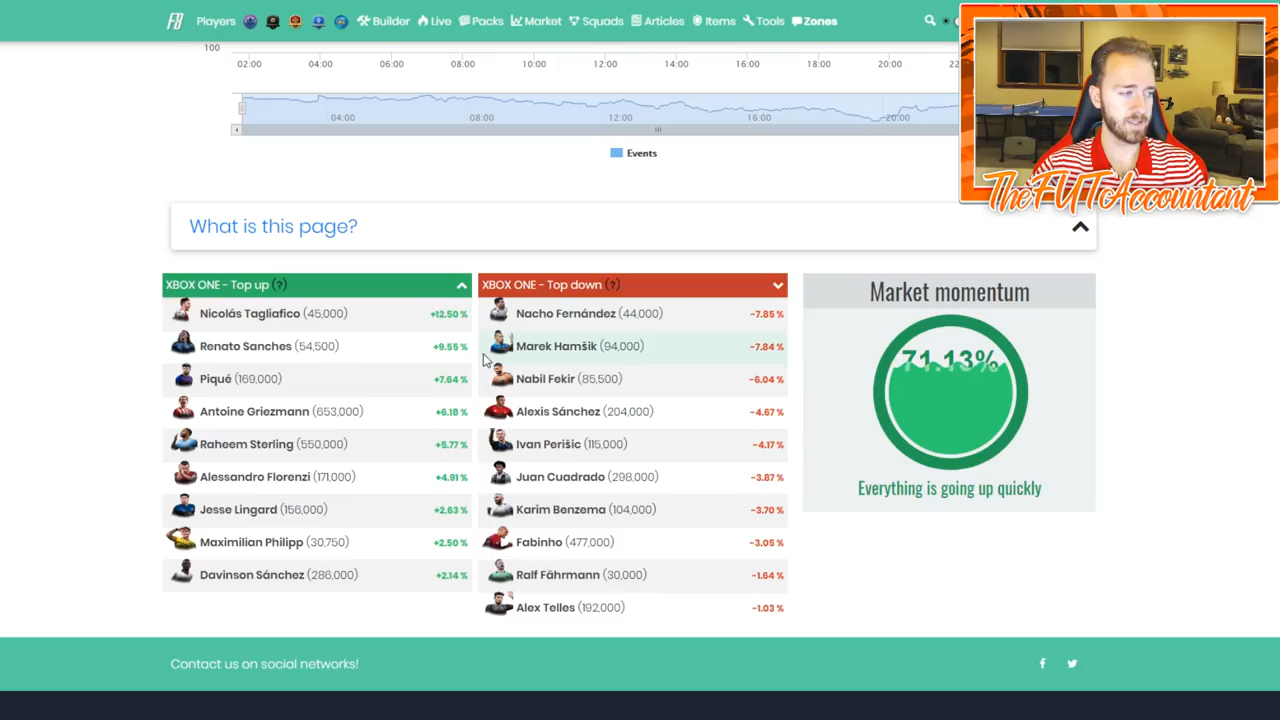 FB Players Builder Live Packs Market Squads Articles Items Tools Zones
100
02:00 04:00 06:00 08:00 10:00 12:00 14:00 16:00 18:00 20:00 22
04:00 08:00 12:00 16:00 20:00
Events
TheFUTAccountant
What is this page?
XBOX ONE - Top up (?)
Nicolás Tagliafico (45,000) +12.50 %
Renato Sanches (54,500) +9.55 %
Piqué (169,000) +7.64 %
Antoine Griezmann (653,000) +6.18 %
Raheem Sterling (550,000) +5.77 %
Alessandro Florenzi (171,000) +4.91 %
Jesse Lingard (156,000) +2.63 %
Maximilian Philipp (30,750) +2.50 %
Davinson Sánchez (286,000) +2.14 %
XBOX ONE - Top down (?)
Nacho Fernández (44,000) -7.85 %
Marek Hamšik (94,000) -7.84 %
Nabil Fekir (85,500) -6.04 %
Alexis Sánchez (204,000) -4.67 %
Ivan Perišic (115,000) -4.17 %
Juan Cuadrado (298,000) -3.87 %
Karim Benzema (104,000) -3.70 %
Fabinho (477,000) -3.05 %
Ralf Fährmann (30,000) -1.64 %
Alex Telles (192,000) -1.03 %
Market momentum
71.13%
Everything is going up quickly
Contact us on social networks!